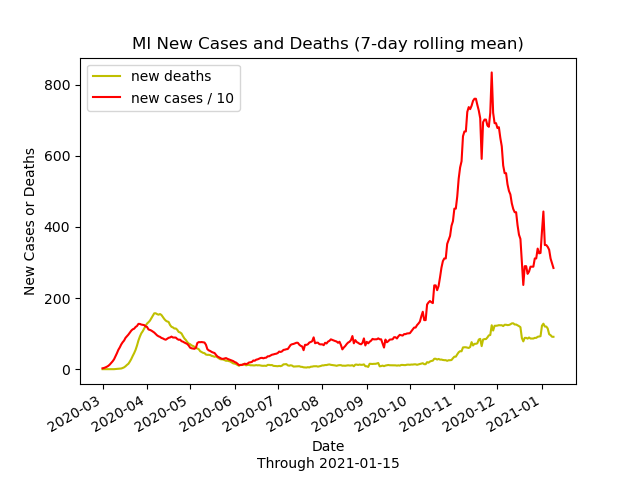 MI New Cases and Deaths (7-day rolling mean)
new deaths
new cases / 10
800
600
400
200
0
New Cases or Deaths
2020-03
2020-04
2020-05
2020-06
2020-07
2020-08
2020-09
2020-10
2020-11
2020-12
2021-01
Date
Through 2021-01-15